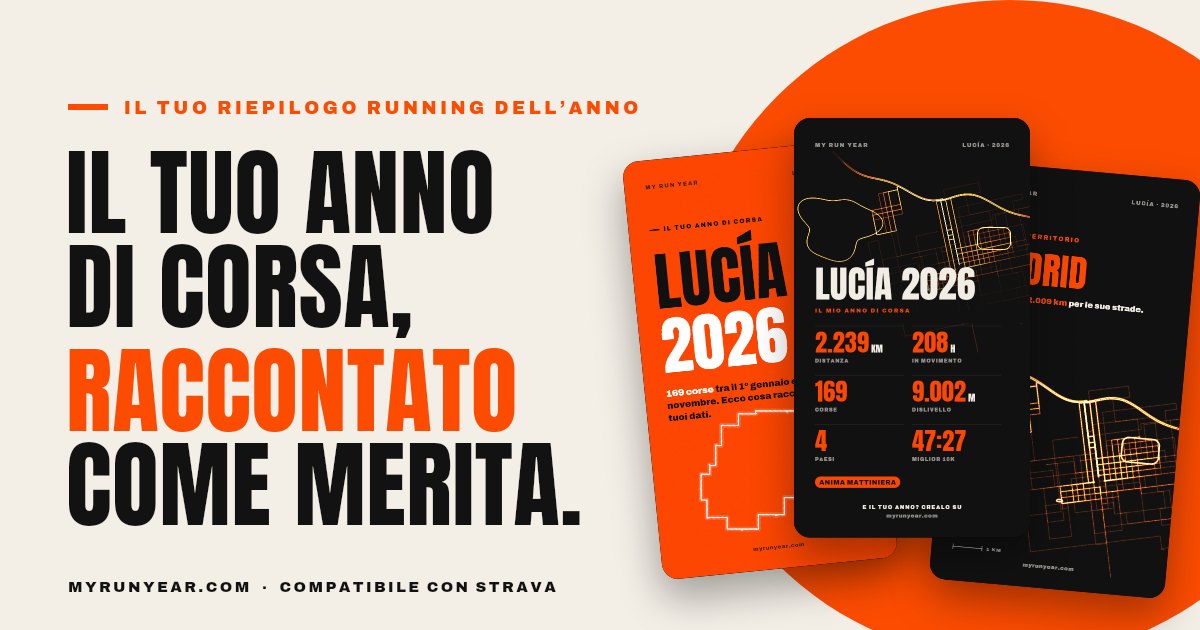 IL TUO RIEPILOGO RUNNING DELL’ANNO
IL TUO ANNO
DI CORSA,
RACCONTATO
COME MERITA.
MYRUNYEAR.COM · COMPATIBILE CON STRAVA
MY RUN YEAR
IL TUO ANNO DI CORSA
LUCÍA
2026
169 corse tra il 1° gennaio
novembre. Ecco cosa
tuoi dati.
myrunyear.com
MY RUN YEAR
LUCÍA · 2026
LUCÍA 2026
IL MIO ANNO DI CORSA
2.239 KM
208 H
DISTANZA
IN MOVIMENTO
169
9.002 M
CORSE
DISLIVELLO
4
47:27
PAESI
MIGLIOR 10K
ANIMA MATTINIERA
E IL TUO ANNO? CREALO SU
myrunyear.com
LUCÍA · 2026
2.009 km per le sue strade.
1 KM
myrunyear.com